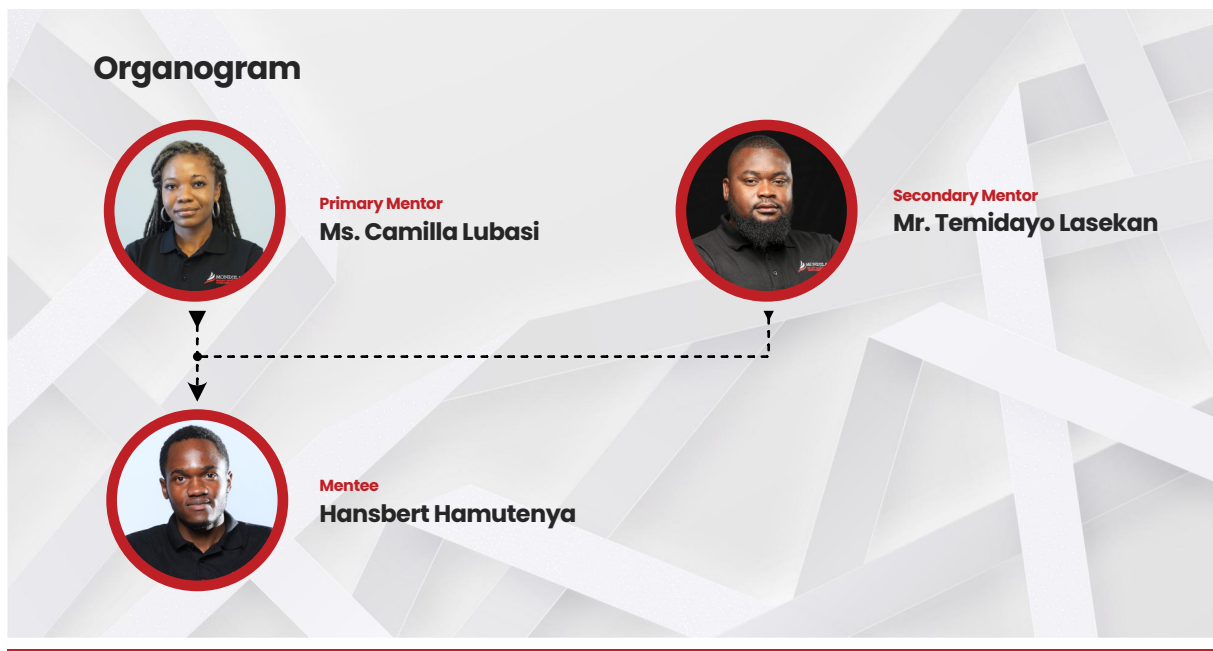 Organogram
Primary Mentor
Ms. Camilla Lubasi
Secondary Mentor
Mr. Temidayo Lasekan
Mentee
Hansbert Hamutenya